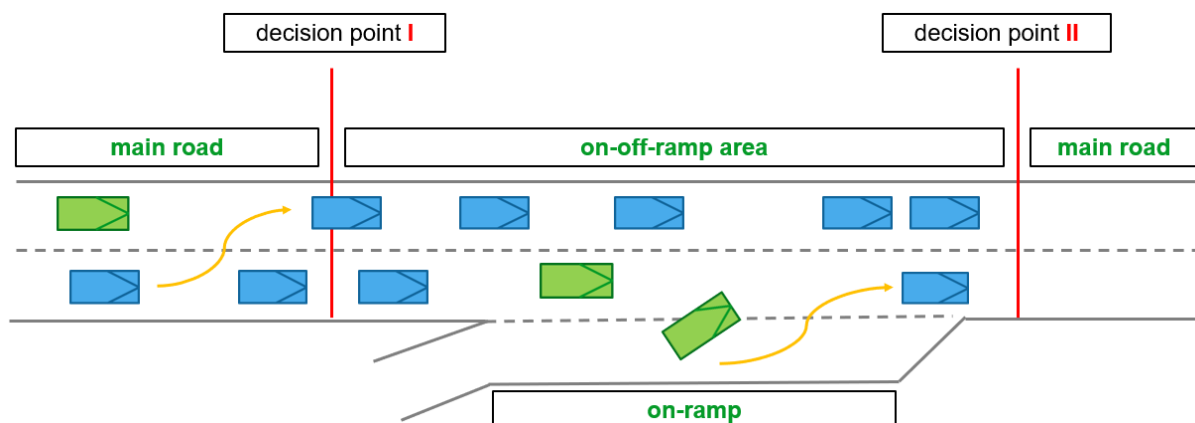 decision point I
decision point II
main road
on-off-ramp area
main road
on-ramp